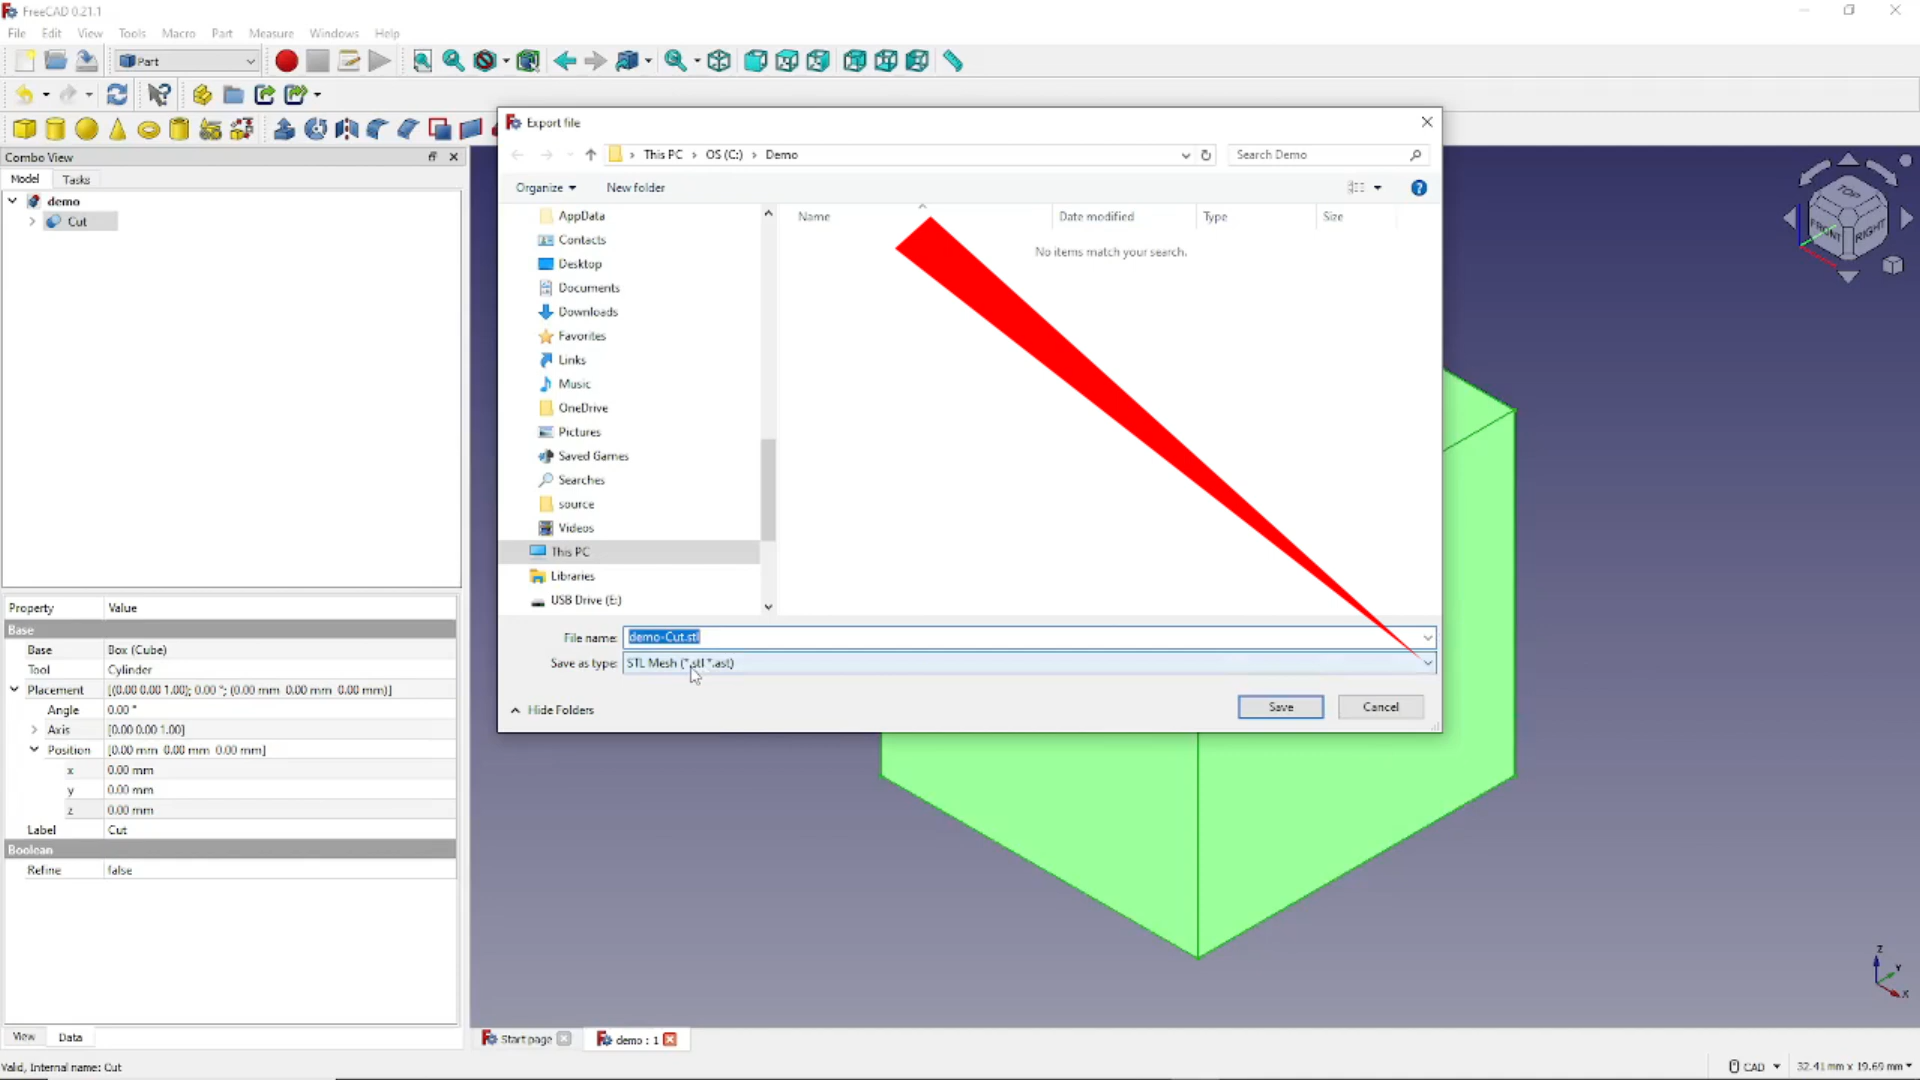 FreeCAD 0.21.1
File Edit View Tools Macro Part Measure Windows Help
Part
Combo View
Model Tasks
demo
Cut
Property Value
Base
Base Box (Cube)
Tool Cylinder
Placement [(0.00 0.00 1.00); 0.00 °; (0.00 mm 0.00 mm 0.00 mm)]
Angle 0.00 °
Axis [0.00 0.00 1.00]
Position [0.00 mm 0.00 mm 0.00 mm]
x 0.00 mm
y 0.00 mm
z 0.00 mm
Label Cut
Boolean
Refine false
View Data
Valid, Internal name: Cut
Export file
This PC › OS (C:) › Demo
Search Demo
Organize New folder
AppData
Contacts
Desktop
Documents
Downloads
Favorites
Links
Music
OneDrive
Pictures
Saved Games
Searches
source
Videos
This PC
Libraries
USB Drive (E:)
Name Date modified Type Size
No items match your search.
File name: demo-Cut.stl
Save as type: STL Mesh (*.stl *.ast)
Hide Folders
Save Cancel
TOP
FRONT RIGHT
Z
Y
X
Start page demo : 1
CAD 32.41 mm x 19.69 mm